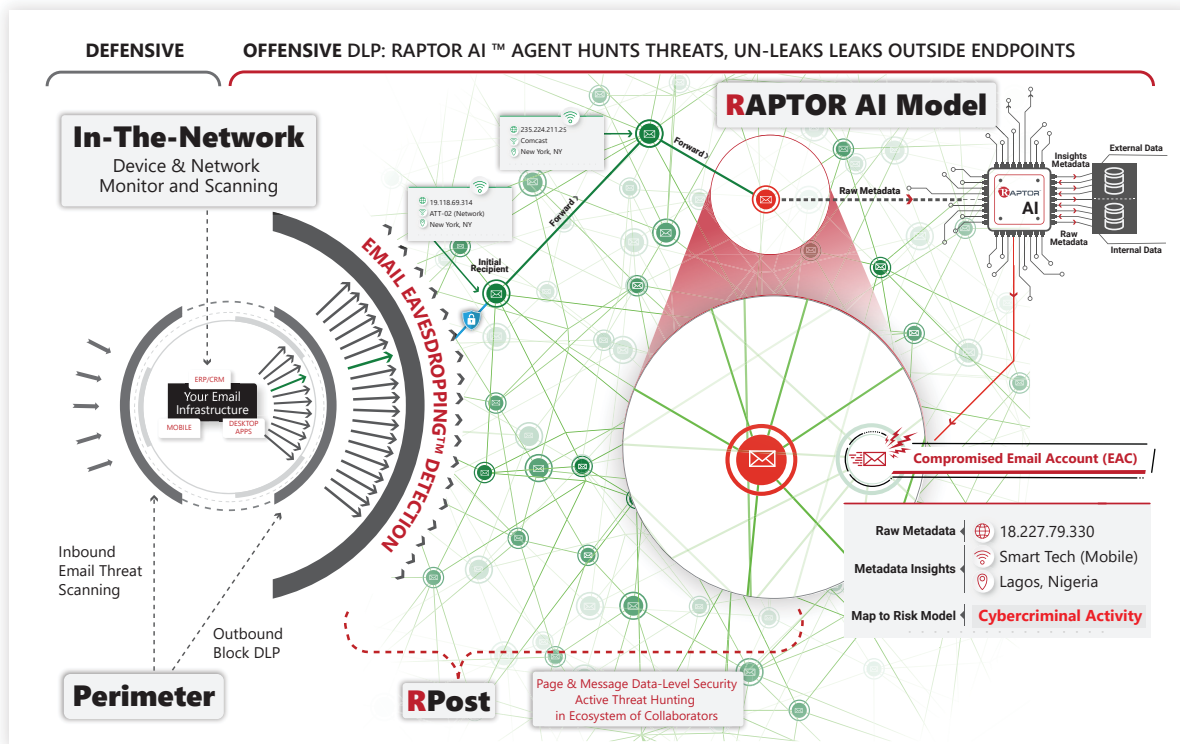 DEFENSIVE
OFFENSIVE DLP: RAPTOR AI ™ AGENT HUNTS THREATS, UN-LEAKS LEAKS OUTSIDE ENDPOINTS
In-The-Network
Device & Network
Monitor and Scanning
RAPTOR AI Model
235.224.211.25
Comcast
New York, NY
Forward
19.118.69.314
ATT-02 (Network)
New York, NY
Forward
Initial
Recipient
Raw Metadata
Insights
Metadata
External Data
RAPTOR
AI
Raw
Metadata
Internal Data
EMAIL EAVESDROPPING™ DETECTION
ERP/CRM
Your Email
Infrastructure
MOBILE
DESKTOP
APPS
Compromised Email Account (EAC)
Raw Metadata
18.227.79.330
Metadata Insights
Smart Tech (Mobile)
Lagos, Nigeria
Map to Risk Model
Cybercriminal Activity
Inbound
Email Threat
Scanning
Outbound
Block DLP
Perimeter
RPost
Page & Message Data-Level Security
Active Threat Hunting
in Ecosystem of Collaborators